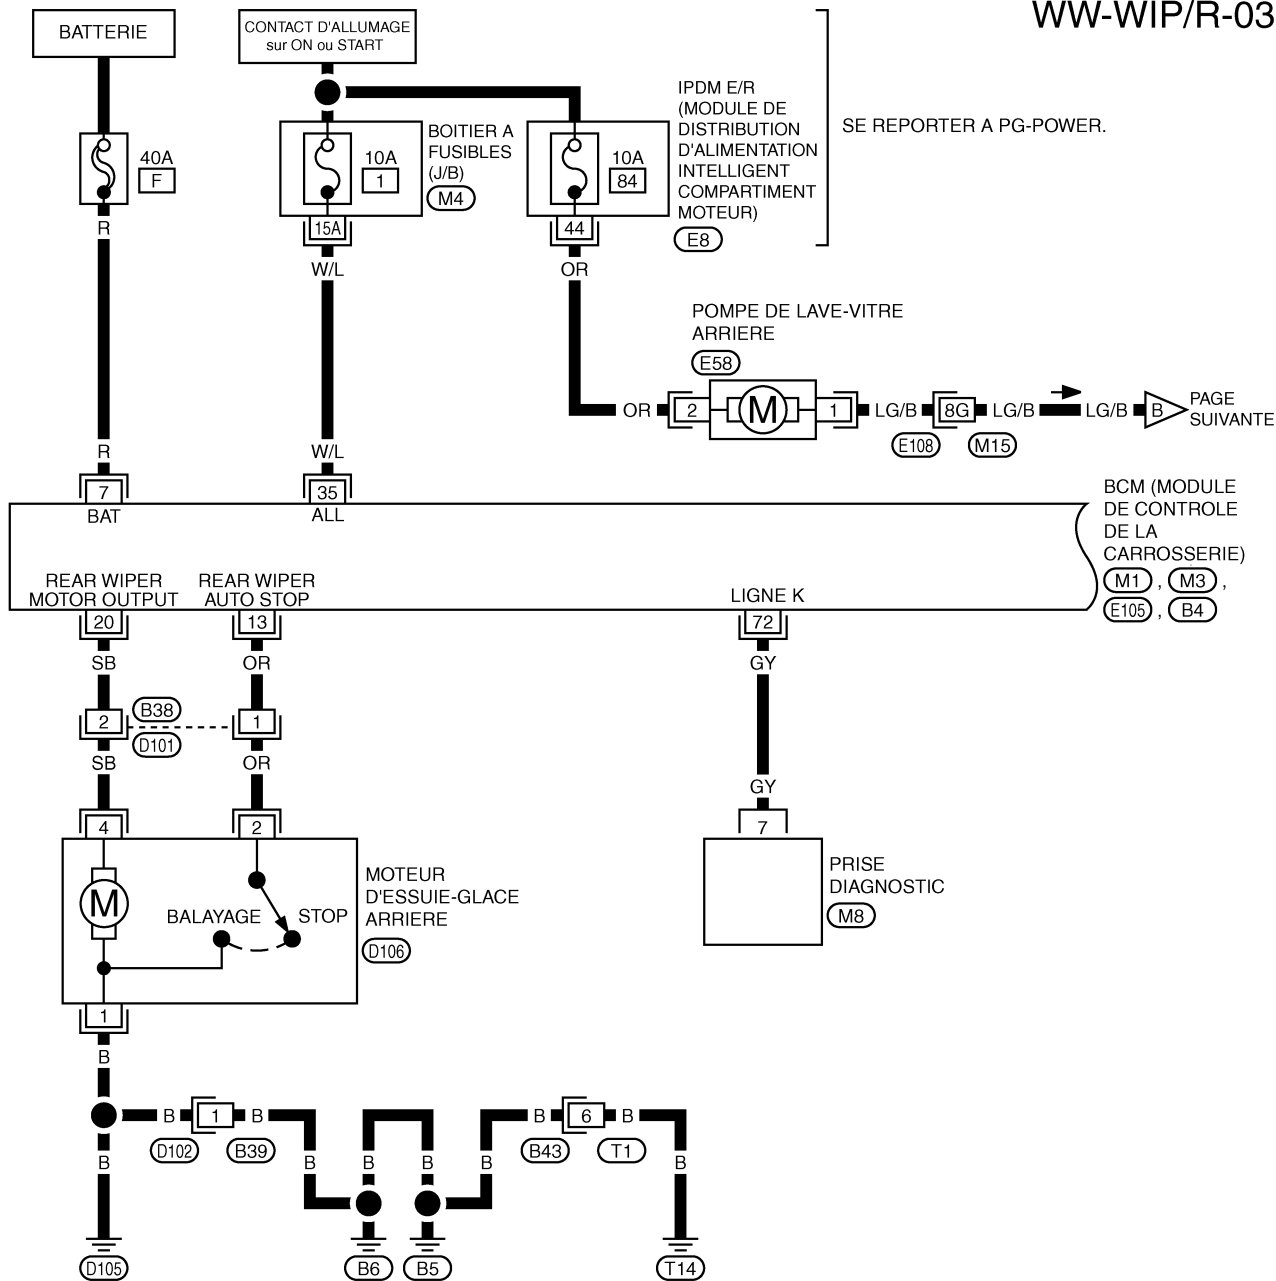 WW-WIP/R-03
BATTERIE
CONTACT D'ALLUMAGE
sur ON ou START
40A
F
BOITIER A
FUSIBLES
(J/B)
M4
10A
1
10A
84
IPDM E/R
(MODULE DE
DISTRIBUTION
D'ALIMENTATION
INTELLIGENT
COMPARTIMENT
MOTEUR)
E8
SE REPORTER A PG-POWER.
R
15A
W/L
44
OR
POMPE DE LAVE-VITRE
ARRIERE
E58
OR
2
M
1
LG/B
8G
LG/B
LG/B
B
PAGE
SUIVANTE
E108
M15
R
W/L
7
35
BAT
ALL
BCM (MODULE
DE CONTROLE
DE LA
CARROSSERIE)
M1 , M3 ,
E105 , B4
REAR WIPER
MOTOR OUTPUT
REAR WIPER
AUTO STOP
LIGNE K
20
13
72
SB
OR
GY
2
B38
D101
1
SB
OR
GY
4
2
7
M
BALAYAGE
STOP
MOTEUR
D'ESSUIE-GLACE
ARRIERE
D106
PRISE
DIAGNOSTIC
M8
1
B
B
1
B
B
6
B
D102
B39
B43
T1
B
B
B
B
B
B
D105
B6
B5
T14